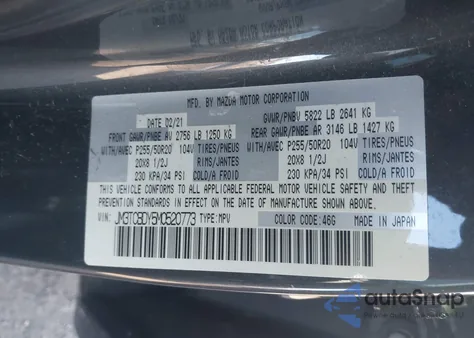 MFD. BY MAZDA MOTOR CORPORATION
DATE 02/21 GVWR/PNBV 5822 LB 2641 KG
FRONT GAWR/PNBE AV 2756 LB 1250 KG REAR GAWR/PNBE AR 3146 LB 1427 KG
WITH/AVEC P255/50R20 104V TIRES/PNEUS WITH/AVEC P255/50R20 104V TIRES/PNEUS
20X8 1/2J RIMS/JANTES 20X8 1/2J RIMS/JANTES
230 KPA/34 PSI COLD/A FROID 230 KPA/34 PSI COLD/A FROID
THIS VEHICLE CONFORMS TO ALL APPLICABLE FEDERAL MOTOR VEHICLE SAFETY, BUMPER,
AND THEFT PREVENTION STANDARDS IN EFFECT ON THE DATE OF MANUFACTURE SHOWN ABOVE.
VIN: JM3TCBDY5M0520773 TYPE: MPV COLOR CODE: 46G MADE IN JAPAN
autoSnap